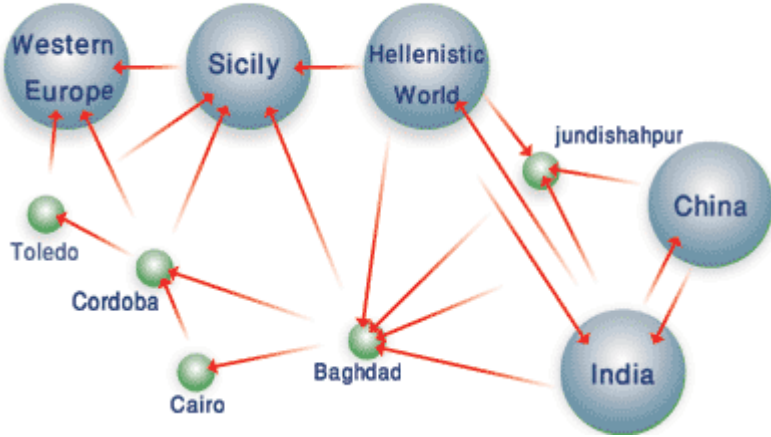 Western
Europe
Sicily
Hellenistic
World
jundishahpur
China
Toledo
Cordoba
Baghdad
India
Cairo